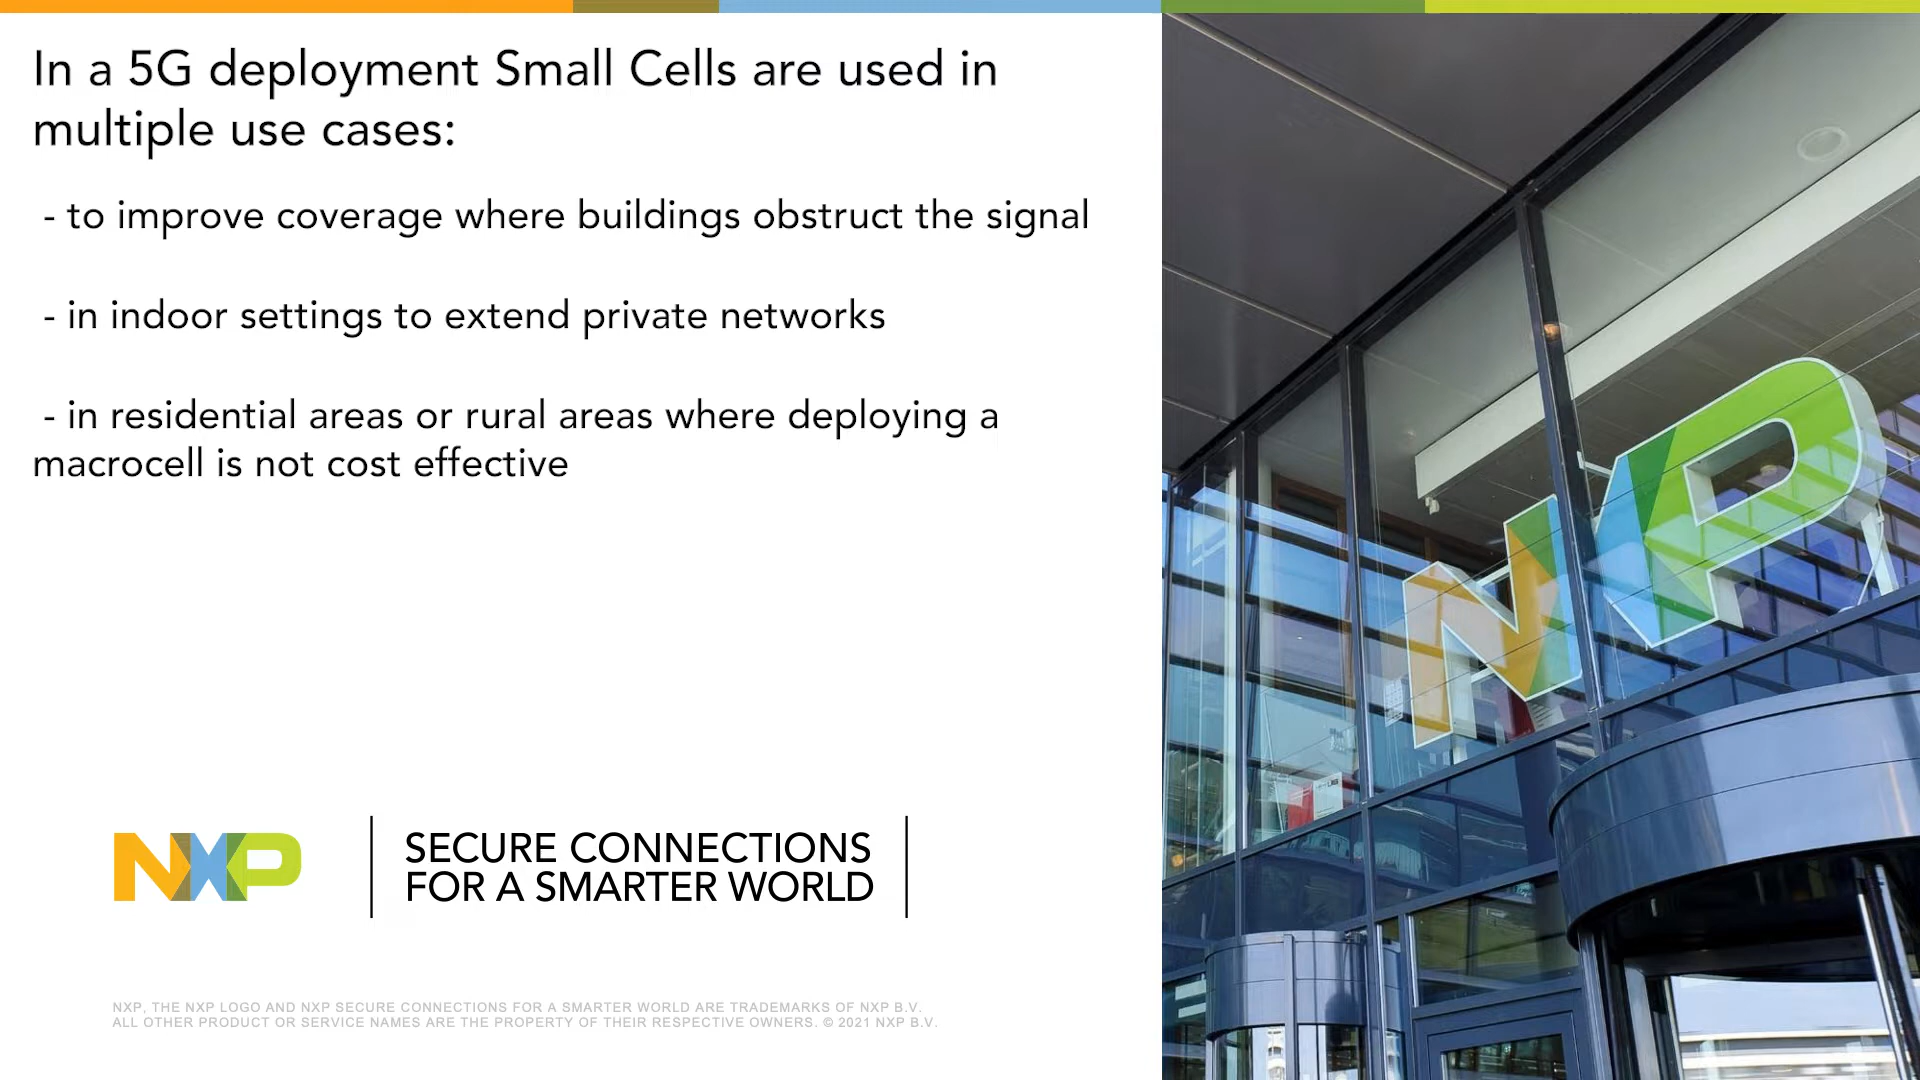 In a 5G deployment Small Cells are used in
multiple use cases:
- to improve coverage where buildings obstruct the signal
- in indoor settings to extend private networks
- in residential areas or rural areas where deploying a
macrocell is not cost effective
NXP
SECURE CONNECTIONS
FOR A SMARTER WORLD
NXP, THE NXP LOGO AND NXP SECURE CONNECTIONS FOR A SMARTER WORLD ARE TRADEMARKS OF NXP B.V.
ALL OTHER PRODUCT OR SERVICE NAMES ARE THE PROPERTY OF THEIR RESPECTIVE OWNERS. © 2021 NXP B.V.
NXP